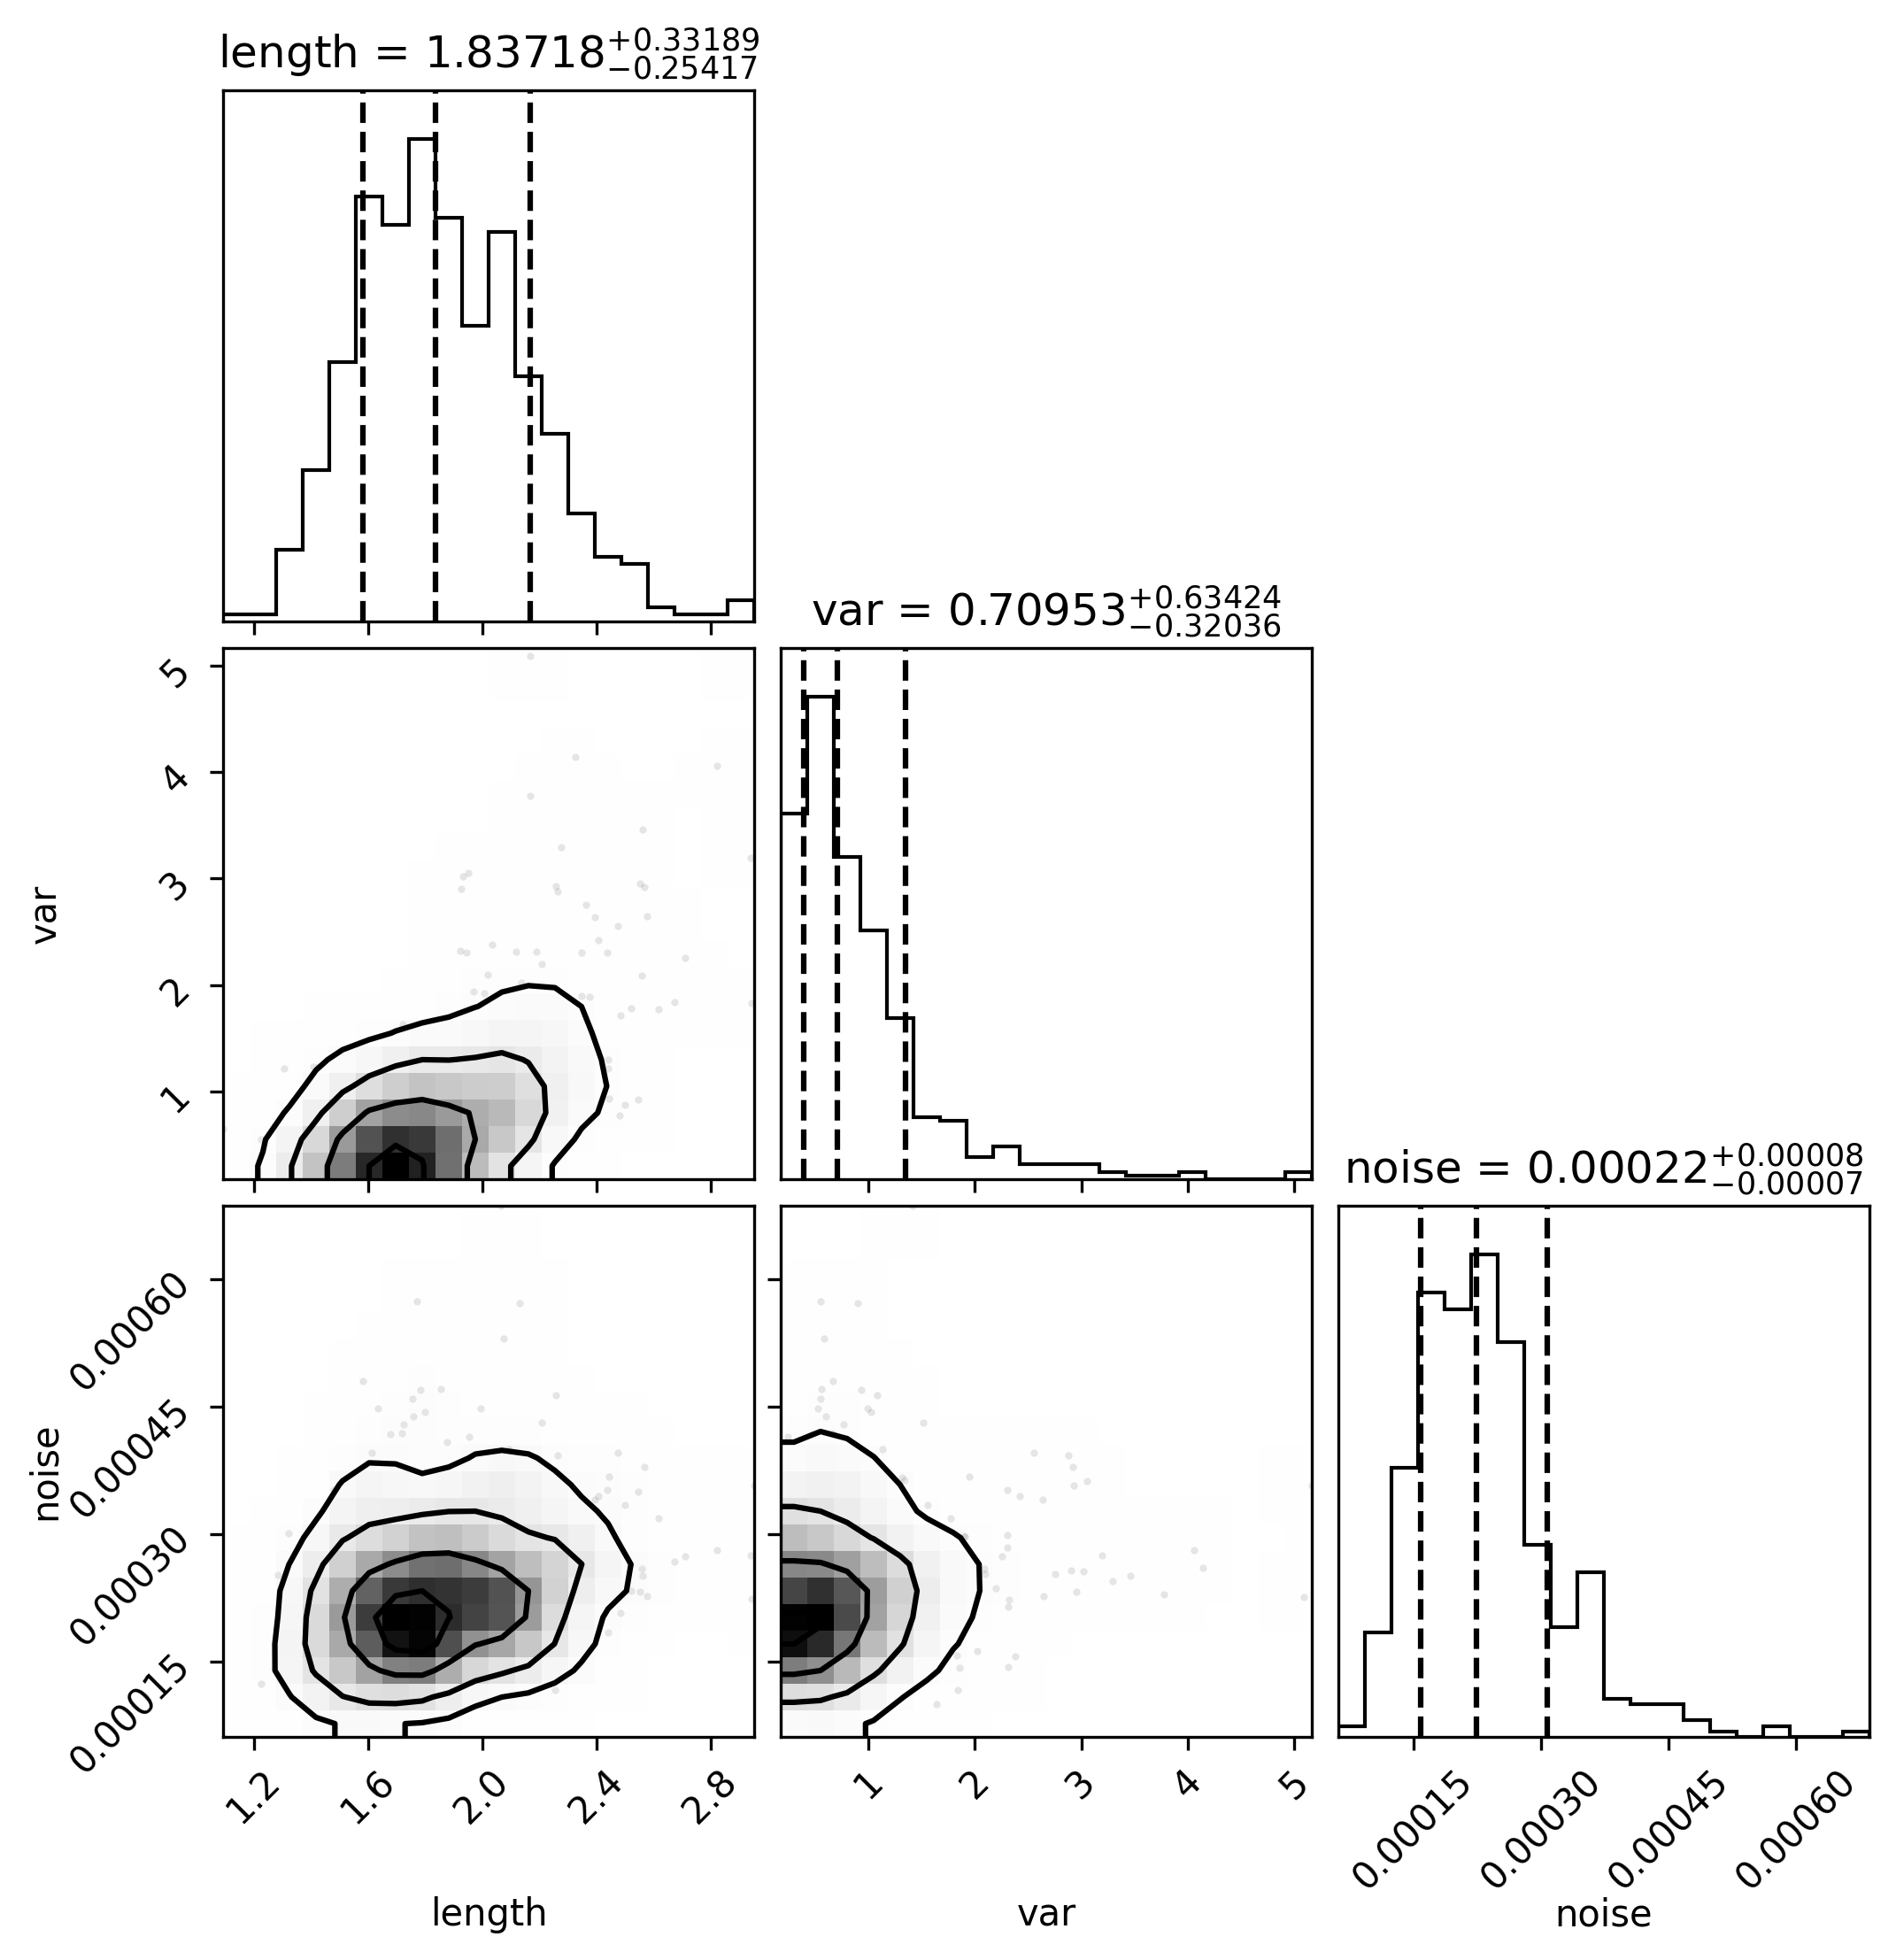 length = 1.83718+0.33189−0.25417
var = 0.70953+0.63424−0.32036
5
4
3
2
1
var
noise = 0.00022+0.00008−0.00007
0.00060
0.00045
0.00030
0.00015
noise
1.2 1.6 2.0 2.4 2.8
1 2 3 4 5
0.00015 0.00030 0.00045 0.00060
length
var
noise